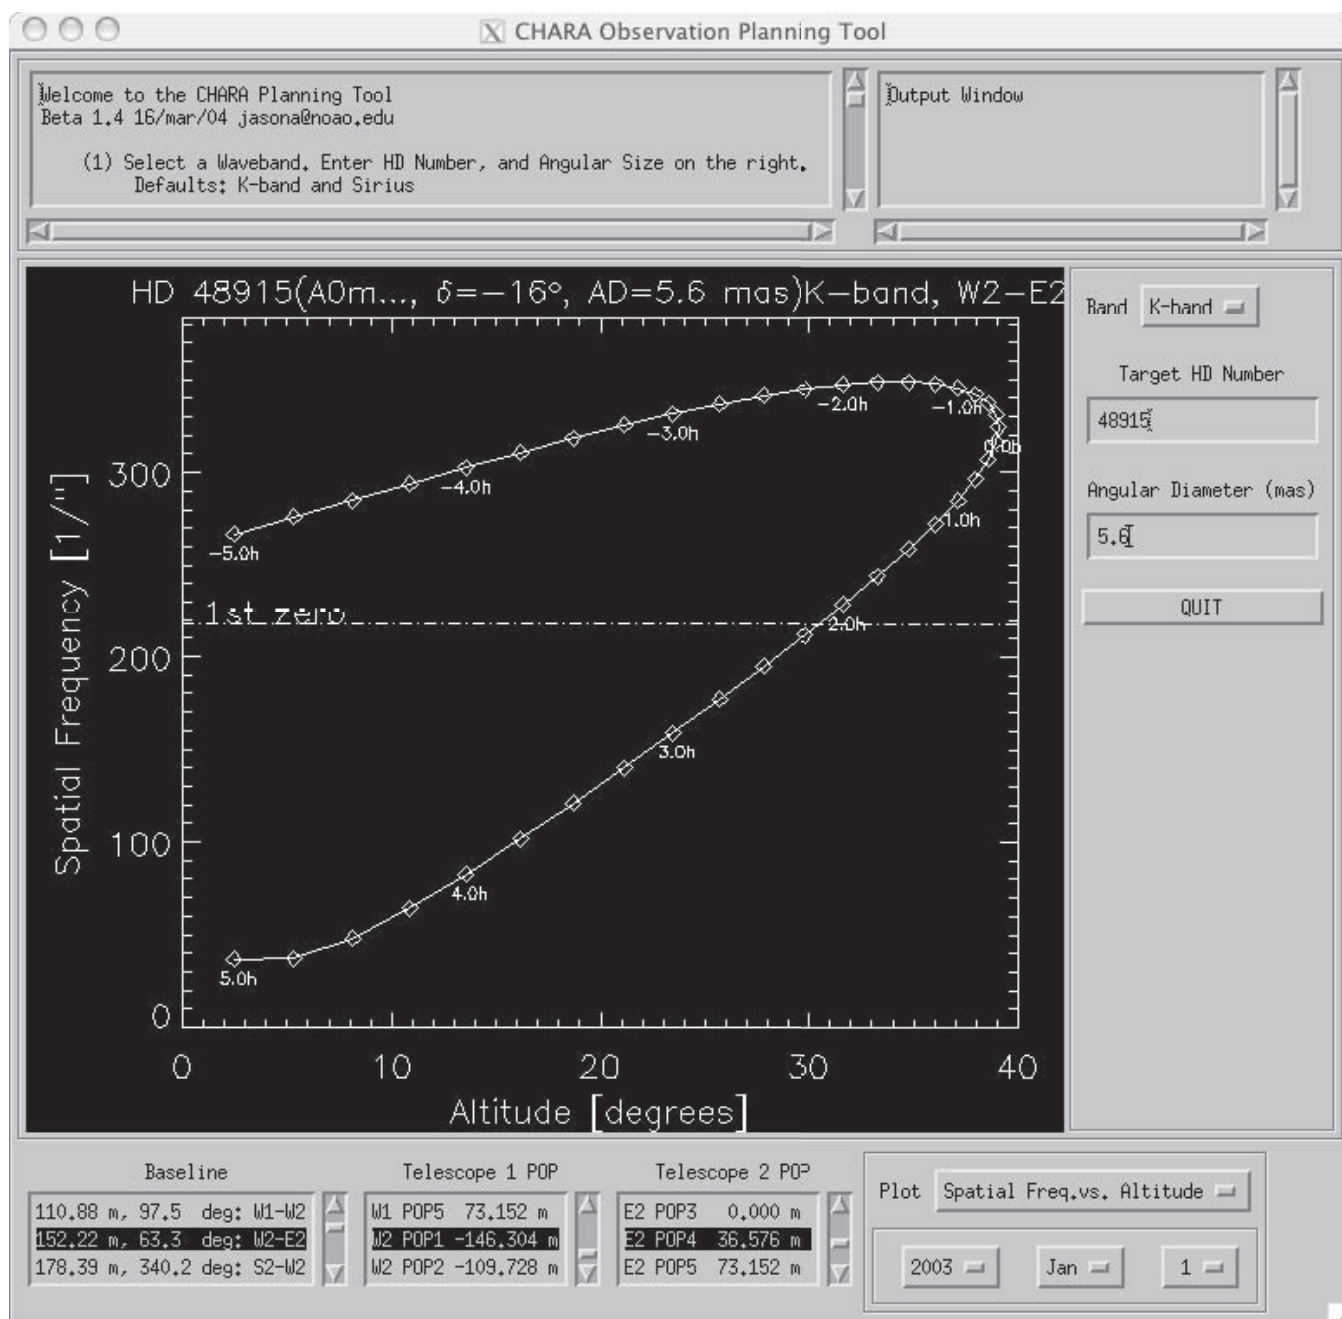 CHARA Observation Planning Tool
Welcome to the CHARA Planning Tool
Beta 1.4 16/mar/04 jasona@noao.edu
(1) Select a Waveband. Enter HD Number, and Angular Size on the right.
Defaults: K-band and Sirius
Output Window
HD 48915(A0m..., δ=−16°, AD=5.6 mas)K−band, W2−E2
Band K-band
Target HD Number
48915
Angular Diameter (mas)
5.6
QUIT
Spatial Frequency [1/"]
300
200
100
0
−5.0h
−4.0h
−3.0h
−2.0h
−1.0h
0.0h
1.0h
1st zero
2.0h
3.0h
4.0h
5.0h
0 10 20 30 40
Altitude [degrees]
Baseline
110.88 m, 97.5 deg: W1-W2
152.22 m, 63.3 deg: W2-E2
178.39 m, 340.2 deg: S2-W2
Telescope 1 POP
W1 POP5 73.152 m
W2 POP1 -146.304 m
W2 POP2 -109.728 m
Telescope 2 POP
E2 POP3 0.000 m
E2 POP4 36.576 m
E2 POP5 73.152 m
Plot Spatial Freq.vs. Altitude
2003 Jan 1